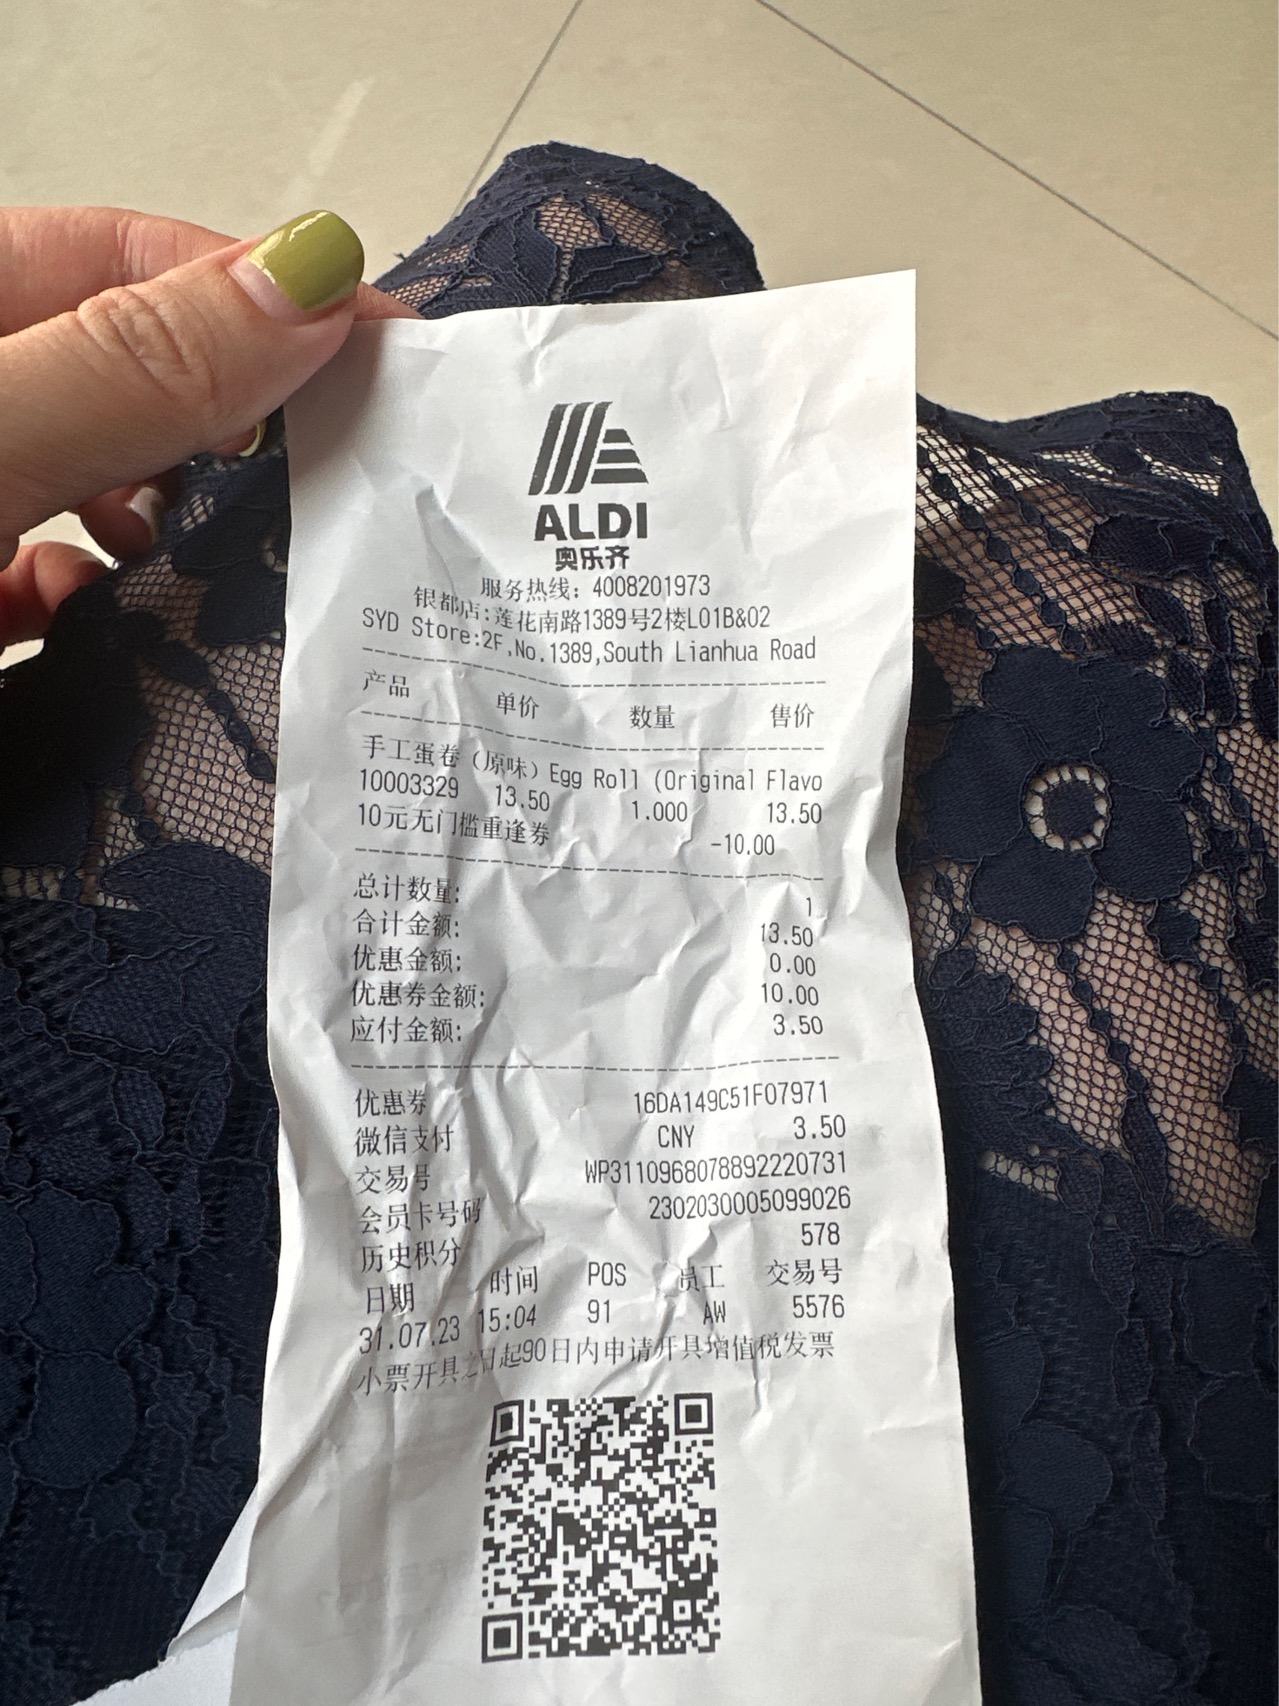 ALDI
奥乐齐
服务热线: 4008201973
银都店:莲花南路1389号2楼L01B&02
SYD Store:2F,No.1389,South Lianhua Road
产品 单价 数量 售价
手工蛋卷（原味）Egg Roll (Original Flavo
10003329 13.50 1.000 13.50
10元无门槛重逢券 -10.00
总计数量: 1
合计金额: 13.50
优惠金额: 0.00
优惠券金额: 10.00
应付金额: 3.50
优惠券 16DA149C51F07971
微信支付 CNY 3.50
交易号 WP3110968078892220731
会员卡号码 2302030005099026
历史积分 578
日期 时间 POS 员工 交易号
31.07.23 15:04 91 AW 5576
小票开具之日起90日内申请开具增值税发票